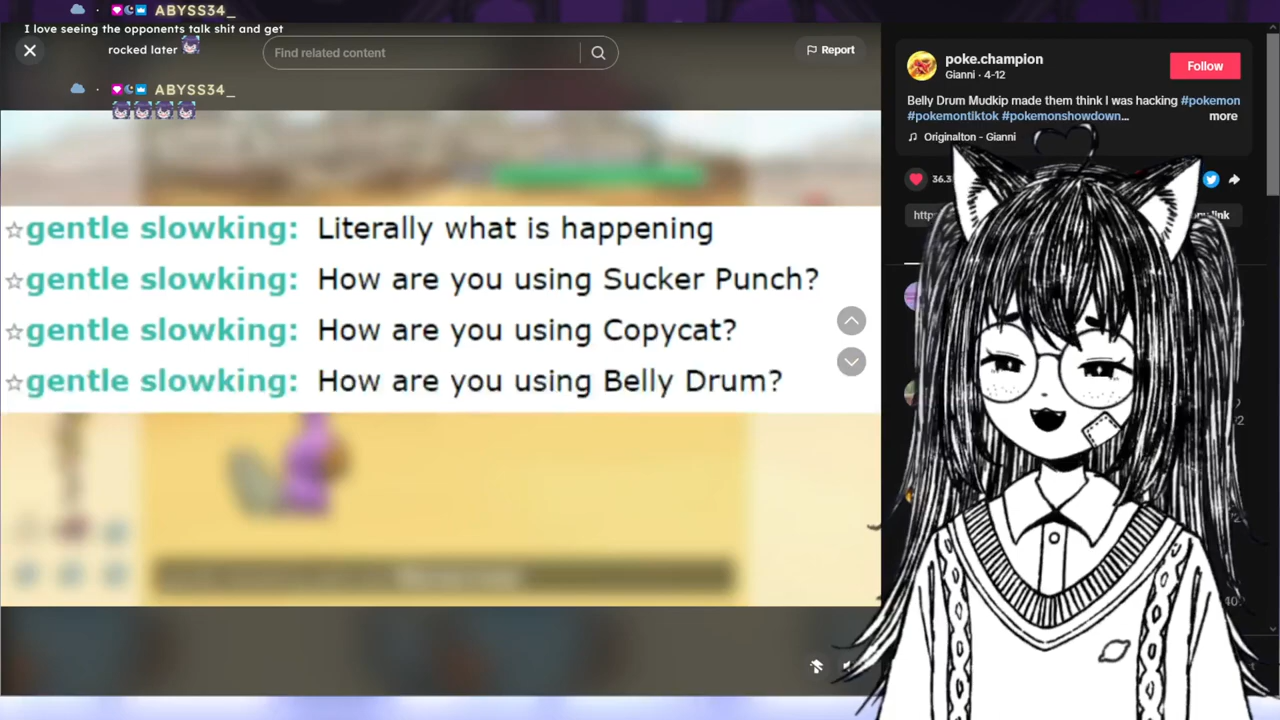 ABYSS34_
I love seeing the opponents talk shit and get
rocked later
ABYSS34_
Find related content
Report
gentle slowking: Literally what is happening
gentle slowking: How are you using Sucker Punch?
gentle slowking: How are you using Copycat?
gentle slowking: How are you using Belly Drum?
poke.champion
Gianni · 4-12
Follow
Belly Drum Mudkip made them think I was hacking #pokemon
#pokemontiktok #pokemonshowdown... more
Originalton - Gianni
36.3